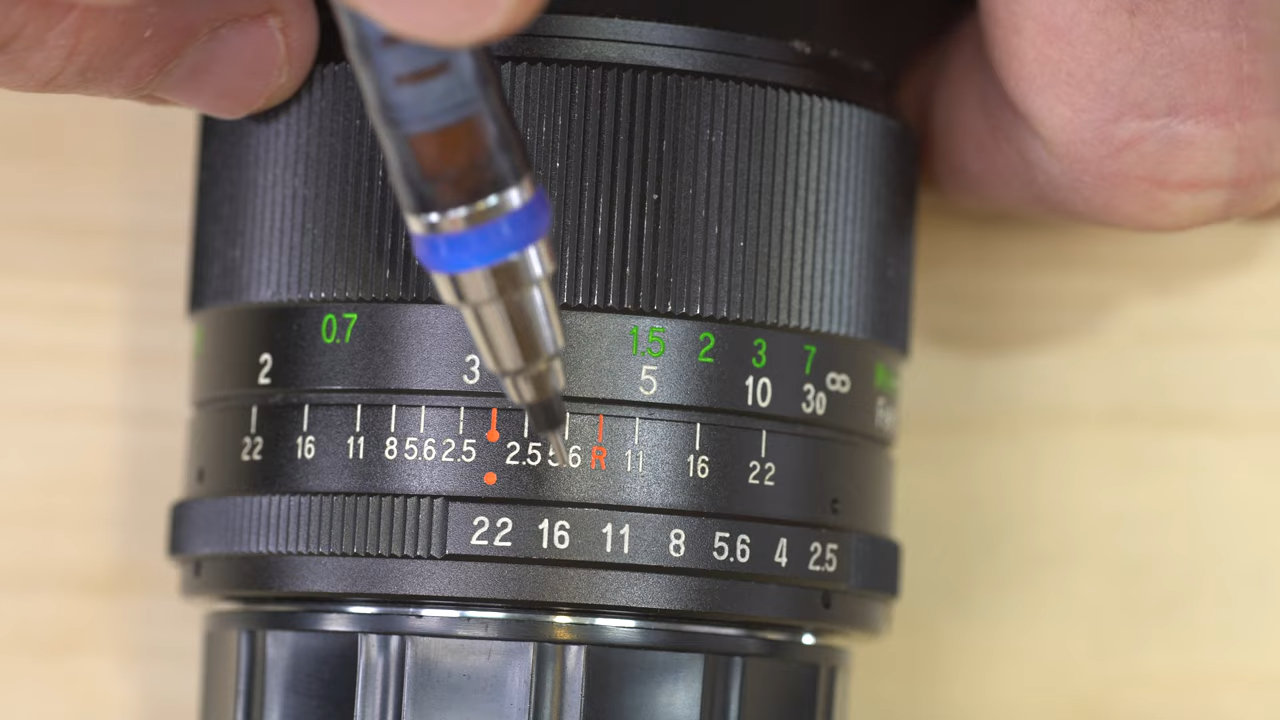 0.7 1.5 2 3 7
2 3 5 10 30 ∞
22 16 11 8 5.6 2.5 2.5 5.6 R 11 16 22
22 16 11 8 5.6 4 2.5